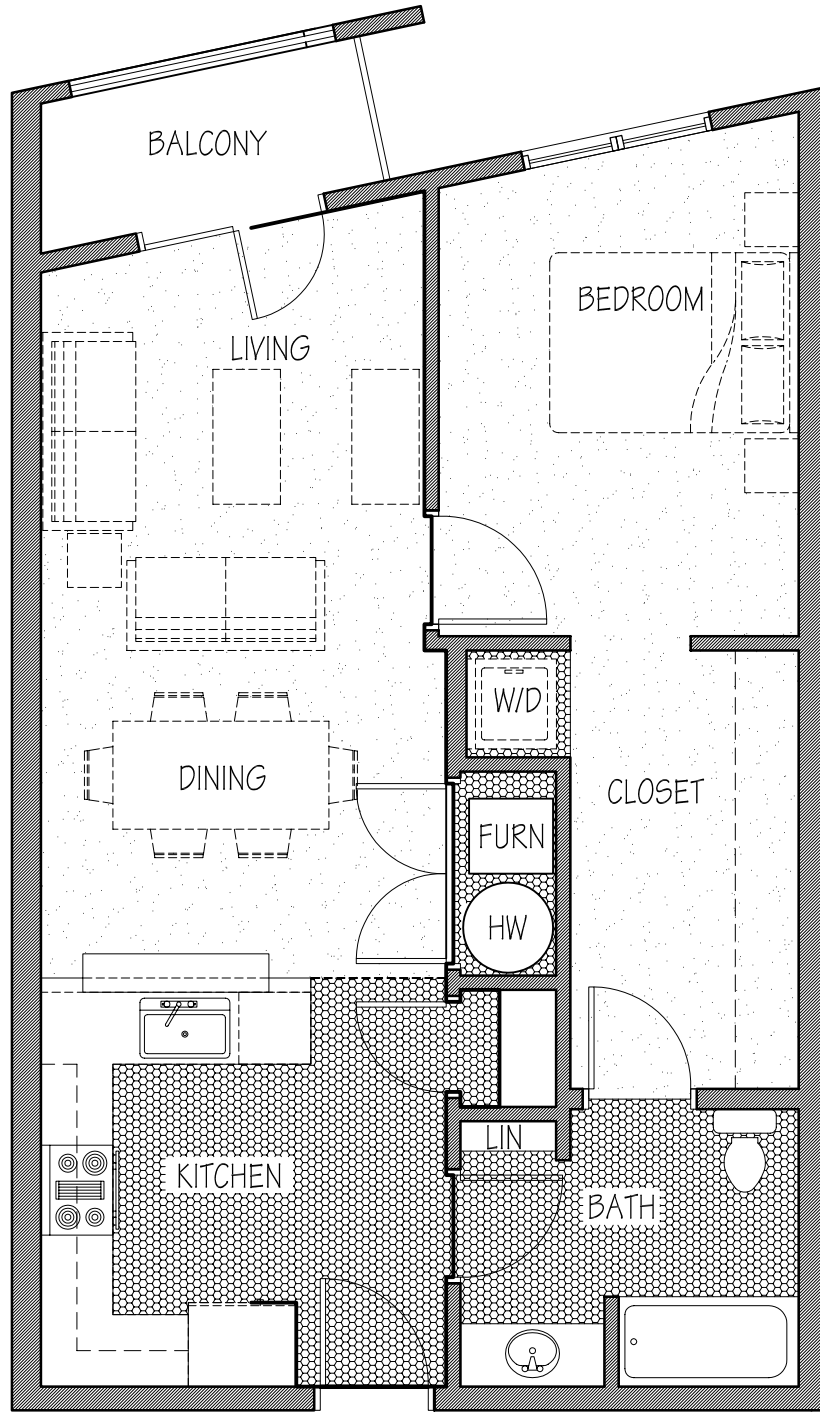 BALCONY
BEDROOM
LIVING
W/D
DINING
CLOSET
FURN
HW
LIN
KITCHEN
BATH